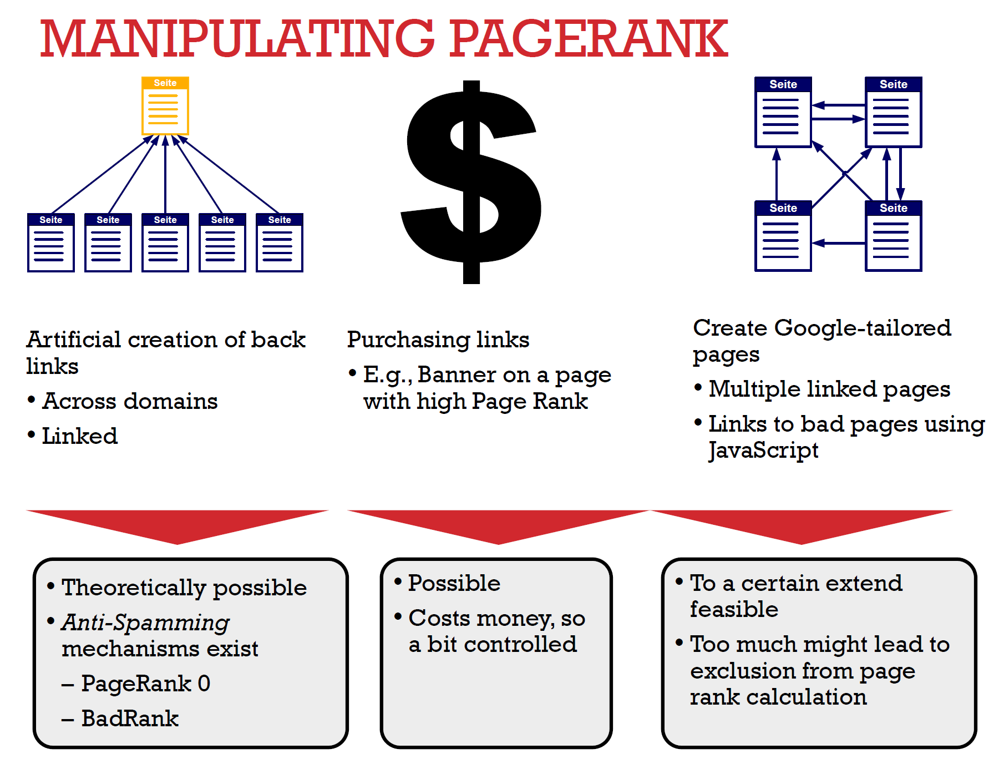 MANIPULATING PAGERANK
Seite
Seite
Seite
Seite
Seite
Seite
Artificial creation of back
links
• Across domains
• Linked
Purchasing links
• E.g., Banner on a page
with high Page Rank
Seite
Seite
Seite
Seite
Create Google-tailored
pages
• Multiple linked pages
• Links to bad pages using
JavaScript
• Theoretically possible
• Anti-Spamming
mechanisms exist
– PageRank 0
– BadRank
• Possible
• Costs money, so
a bit controlled
• To a certain extend
feasible
• Too much might lead to
exclusion from page
rank calculation